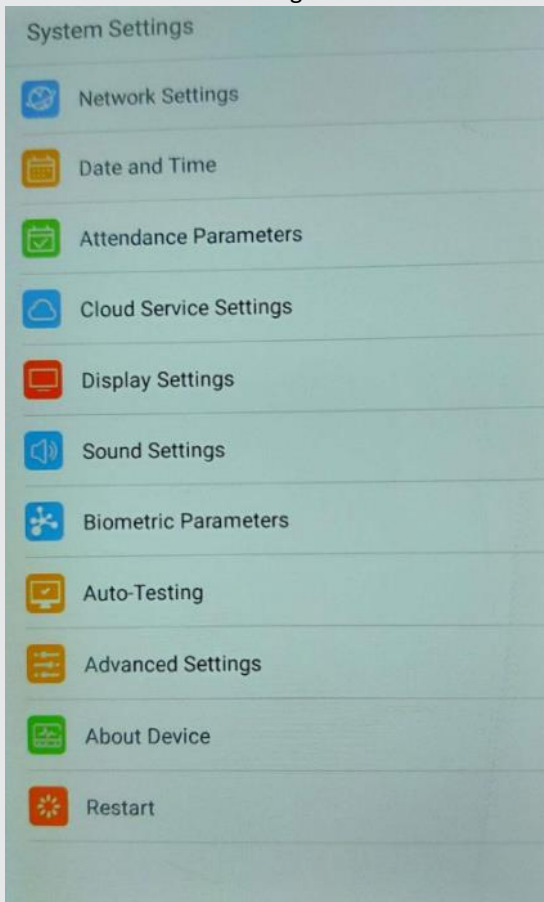 System Settings
Network Settings
Date and Time
Attendance Parameters
Cloud Service Settings
Display Settings
Sound Settings
Biometric Parameters
Auto-Testing
Advanced Settings
About Device
Restart